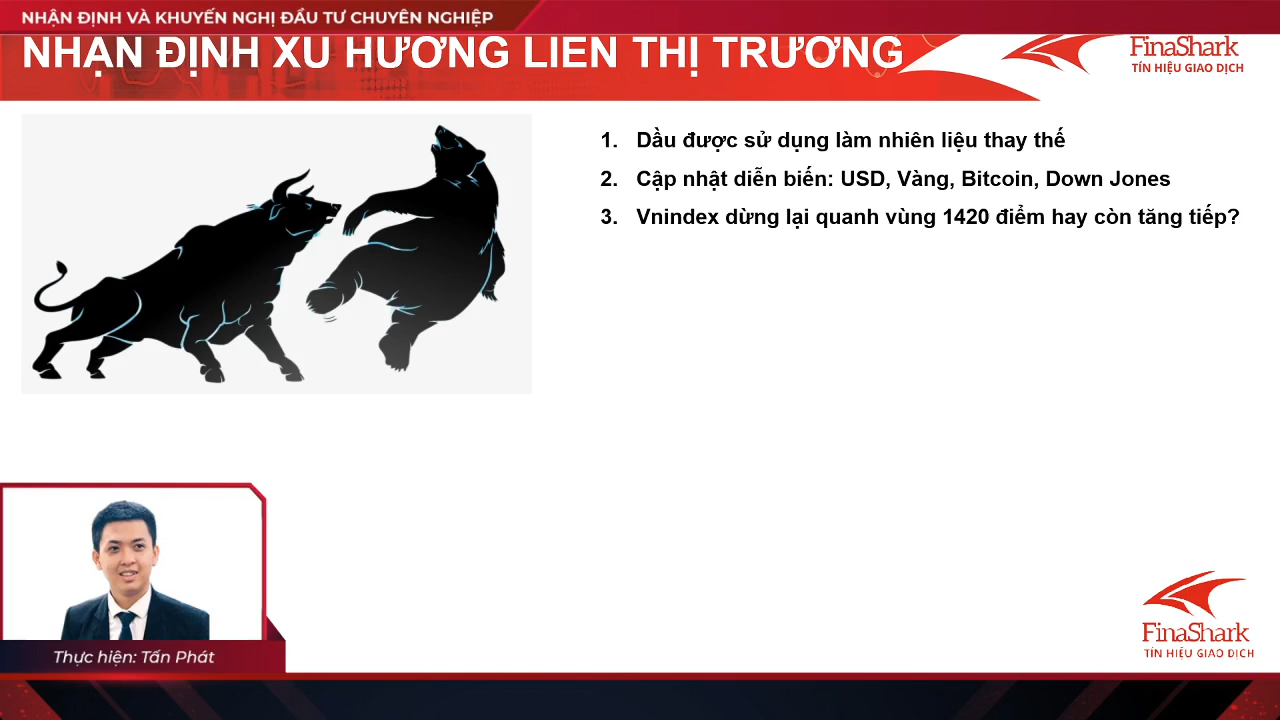 NHẬN ĐỊNH VÀ KHUYẾN NGHỊ ĐẦU TƯ CHUYÊN NGHIỆP
NHẬN ĐỊNH XU HƯỚNG LIÊN THỊ TRƯỜNG
FinaShark
TÍN HIỆU GIAO DỊCH
1. Dầu được sử dụng làm nhiên liệu thay thế
2. Cập nhật diễn biến: USD, Vàng, Bitcoin, Down Jones
3. Vnindex dừng lại quanh vùng 1420 điểm hay còn tăng tiếp?
Thực hiện: Tấn Phát
FinaShark
TÍN HIỆU GIAO DỊCH